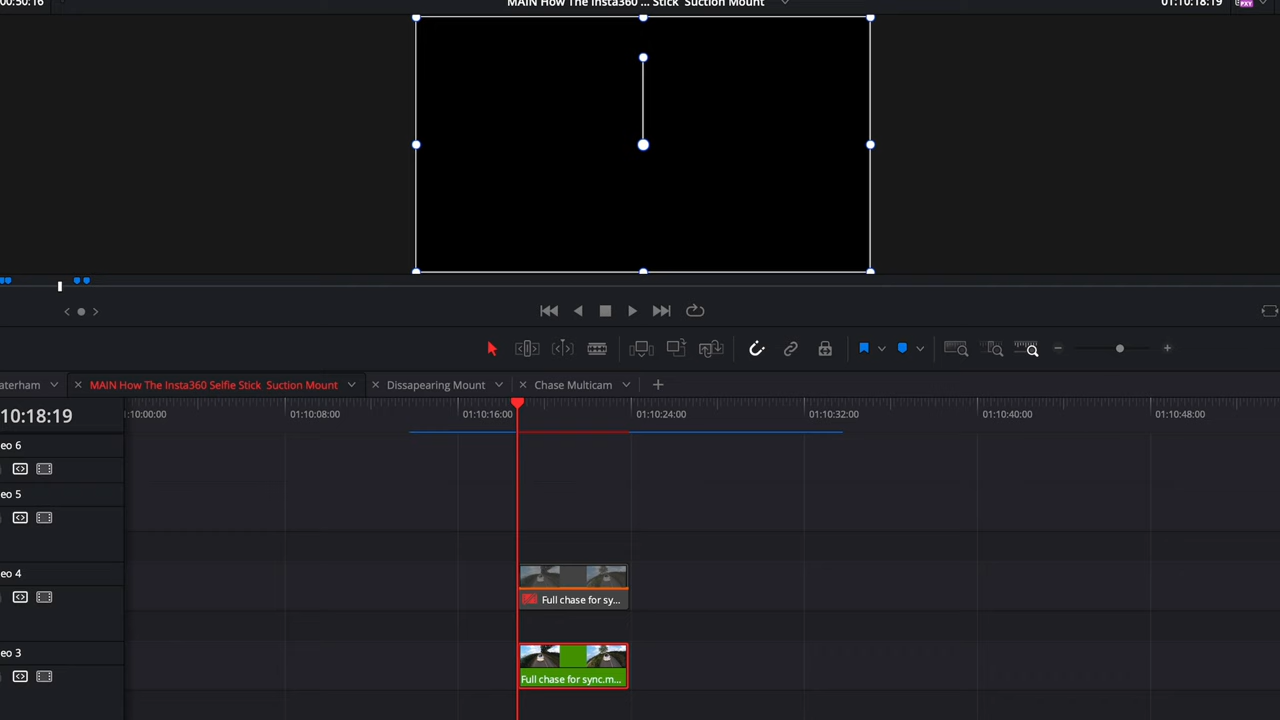 00:50:16
MAIN How The Insta360 ... Stick Suction Mount
01:10:18:19
PXY
aterham
MAIN How The Insta360 Selfie Stick Suction Mount
Dissapearing Mount
Chase Multicam
10:18:19
:10:00:00
01:10:08:00
01:10:16:00
01:10:24:00
01:10:32:00
01:10:40:00
01:10:48:00
eo 6
eo 5
eo 4
Full chase for sy...
eo 3
Full chase for sync.m...